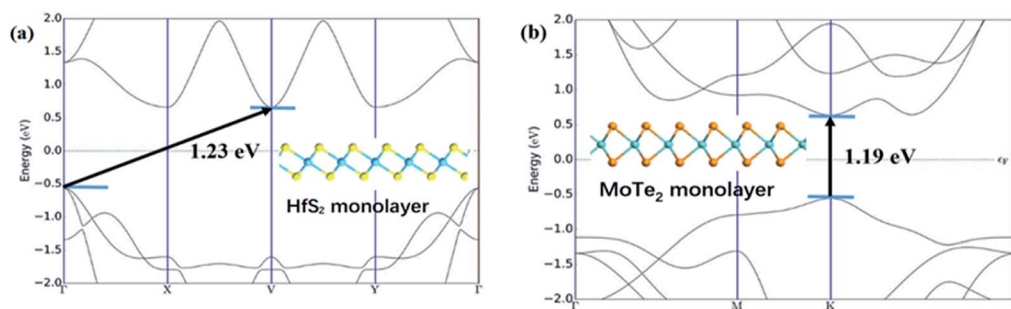 (a)
Energy (eV)
2.0
1.5
1.0
0.5
0.0
−0.5
−1.0
−1.5
−2.0
1.23 eV
HfS₂ monolayer
Γ X V Y Γ
(b)
Energy (eV)
2.0
1.5
1.0
0.5
0.0
−0.5
−1.0
−1.5
−2.0
1.19 eV
MoTe₂ monolayer
εF
Γ M K